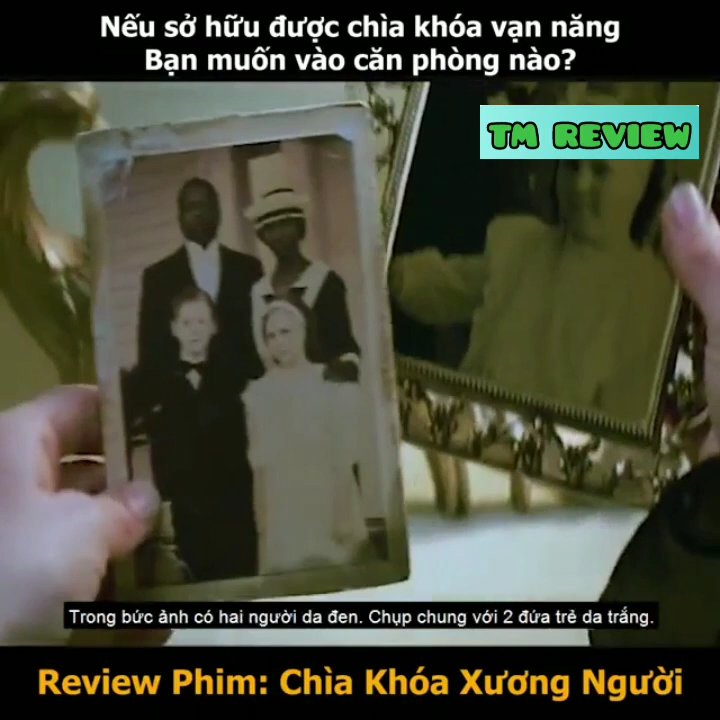 Nếu sở hữu được chìa khóa vạn năng
Bạn muốn vào căn phòng nào?
TM REVIEW
Trong bức ảnh có hai người da đen. Chụp chung với 2 đứa trẻ da trắng.
Review Phim: Chìa Khóa Xương Người